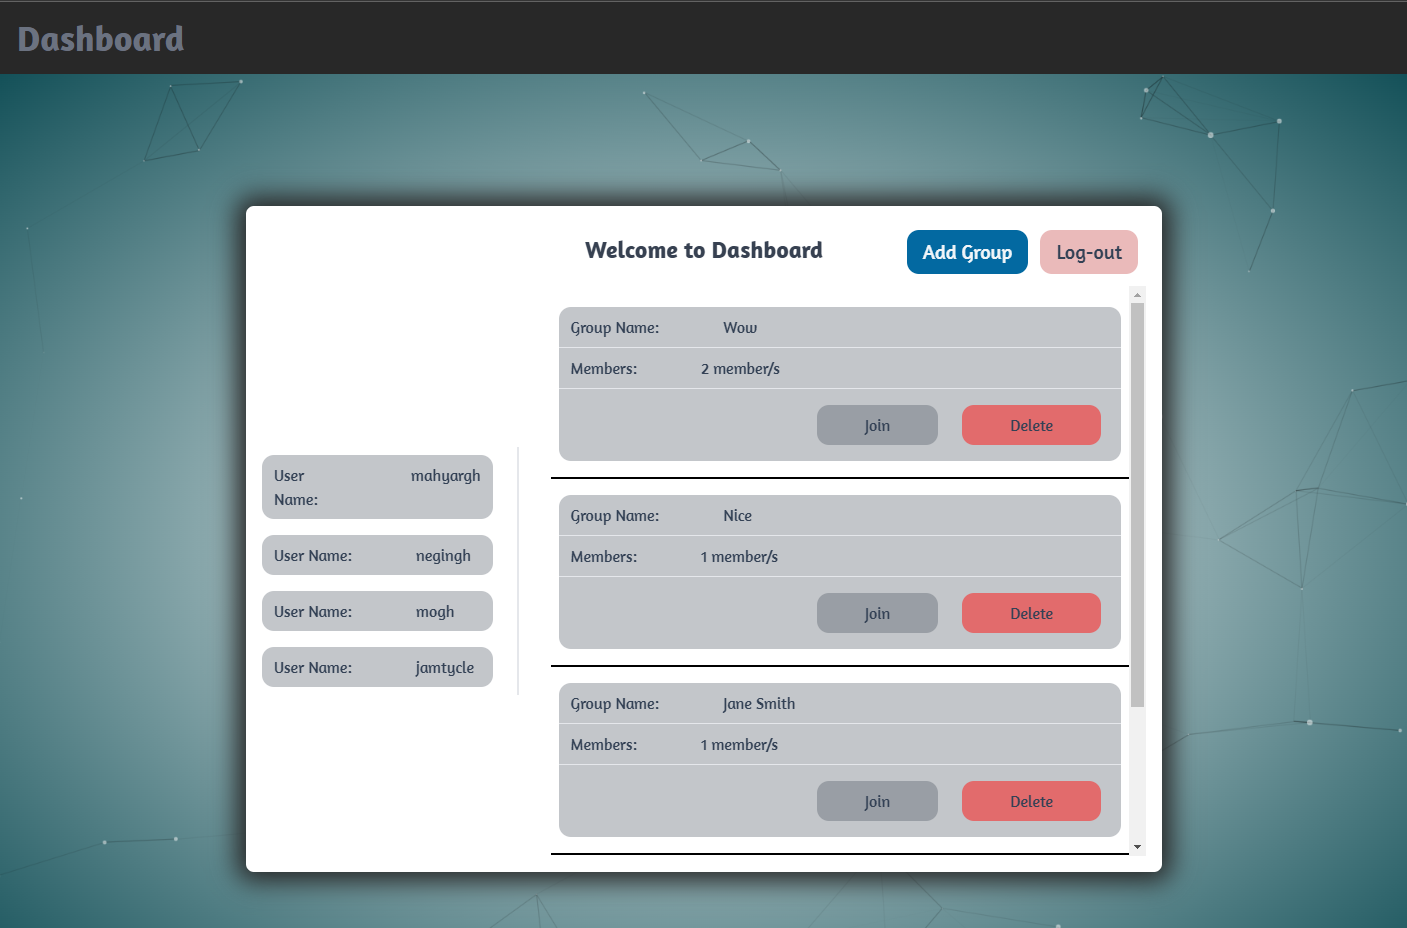 Dashboard
Welcome to Dashboard
Add Group
Log-out
User Name: mahyargh
User Name: negingh
User Name: mogh
User Name: jamtycle
Group Name: Wow
Members: 2 member/s
Join Delete
Group Name: Nice
Members: 1 member/s
Join Delete
Group Name: Jane Smith
Members: 1 member/s
Join Delete